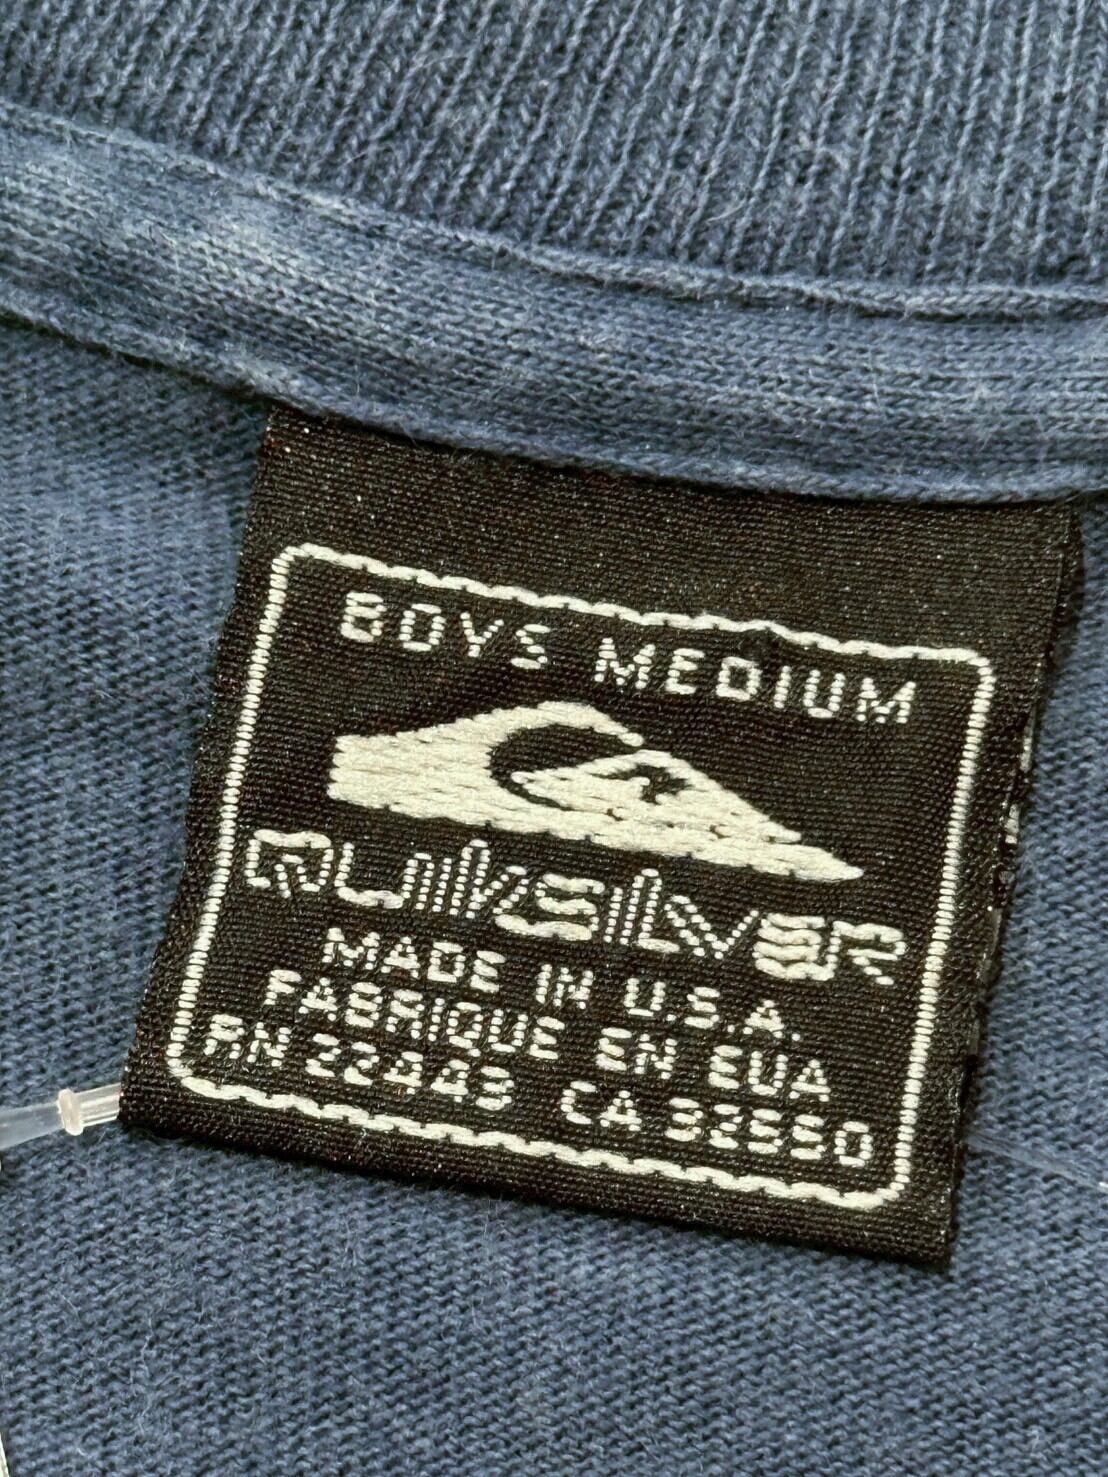 BOYS MEDIUM
QUIKSILVER
MADE IN U.S.A.
FABRIQUE EN EUA
RN 22443 CA 32550